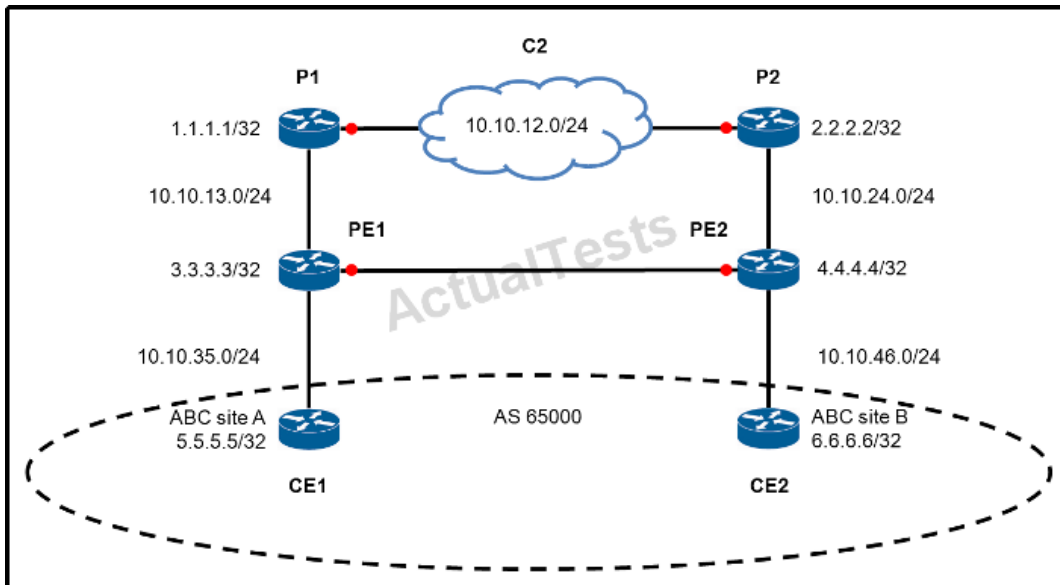 C2
P1
P2
1.1.1.1/32
10.10.12.0/24
2.2.2.2/32
10.10.13.0/24
10.10.24.0/24
PE1
PE2
ActualTests
3.3.3.3/32
4.4.4.4/32
10.10.35.0/24
10.10.46.0/24
ABC site A
5.5.5.5/32
AS 65000
ABC site B
6.6.6.6/32
CE1
CE2